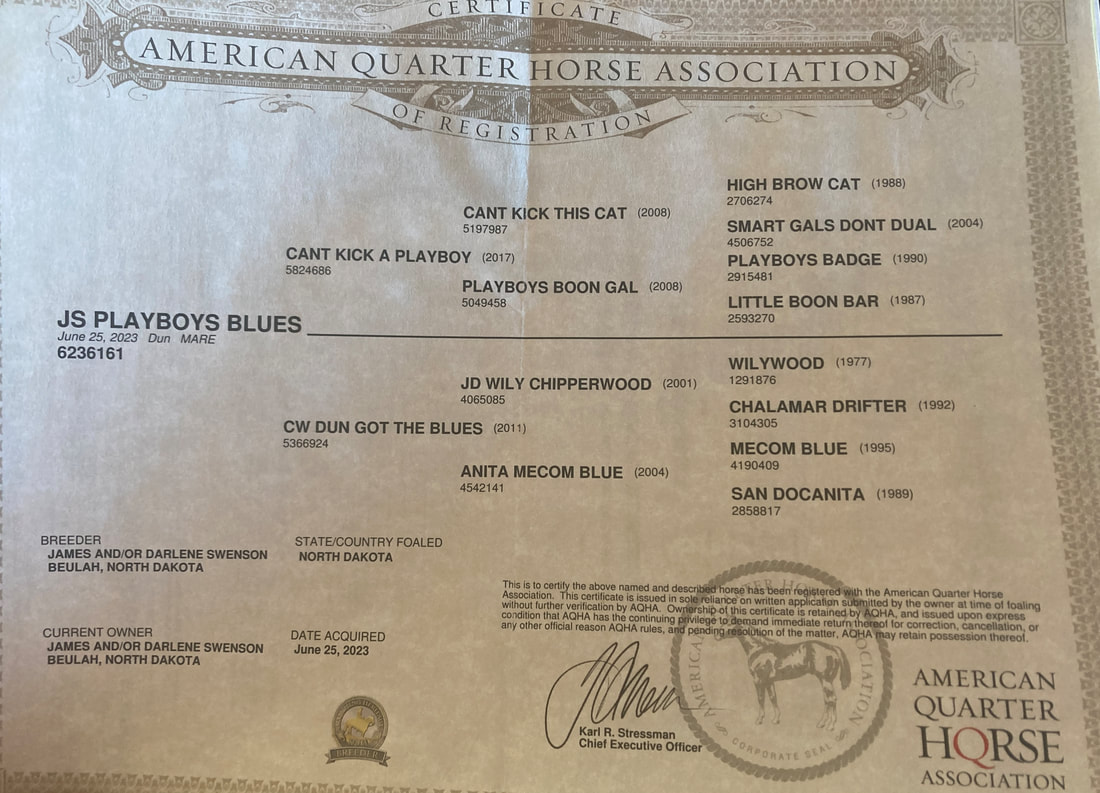 CERTIFICATE
AMERICAN QUARTER HORSE ASSOCIATION
OF REGISTRATION
HIGH BROW CAT (1988)
2706274
CANT KICK THIS CAT (2008)
5197987
SMART GALS DONT DUAL (2004)
4506752
CANT KICK A PLAYBOY (2017)
5824686
PLAYBOYS BADGE (1990)
2915481
PLAYBOYS BOON GAL (2008)
5049458
LITTLE BOON BAR (1987)
2593270
JS PLAYBOYS BLUES
June 25, 2023 Dun MARE
6236161
WILYWOOD (1977)
1291876
JD WILY CHIPPERWOOD (2001)
4065085
CHALAMAR DRIFTER (1992)
3104305
CW DUN GOT THE BLUES (2011)
5366924
MECOM BLUE (1995)
4190409
ANITA MECOM BLUE (2004)
4542141
SAN DOCANITA (1989)
2858817
BREEDER
JAMES AND/OR DARLENE SWENSON
BEULAH, NORTH DAKOTA
STATE/COUNTRY FOALED
NORTH DAKOTA
CURRENT OWNER
JAMES AND/OR DARLENE SWENSON
BEULAH, NORTH DAKOTA
DATE ACQUIRED
June 25, 2023
This is to certify the above named and described horse has been registered with the American Quarter Horse
Association. This certificate is issued in sole reliance on written application submitted by the owner at time of foaling
without further verification by AQHA. Ownership of this certificate is retained by AQHA, and issued upon express
condition that AQHA has the continuing privilege to demand immediate return thereof for correction, cancellation, or
any other official reason AQHA rules, and pending resolution of the matter, AQHA may retain possession thereof.
Karl R. Stressman
Chief Executive Officer
CORPORATE SEAL
BREEDER
AMERICAN
QUARTER
HORSE
ASSOCIATION